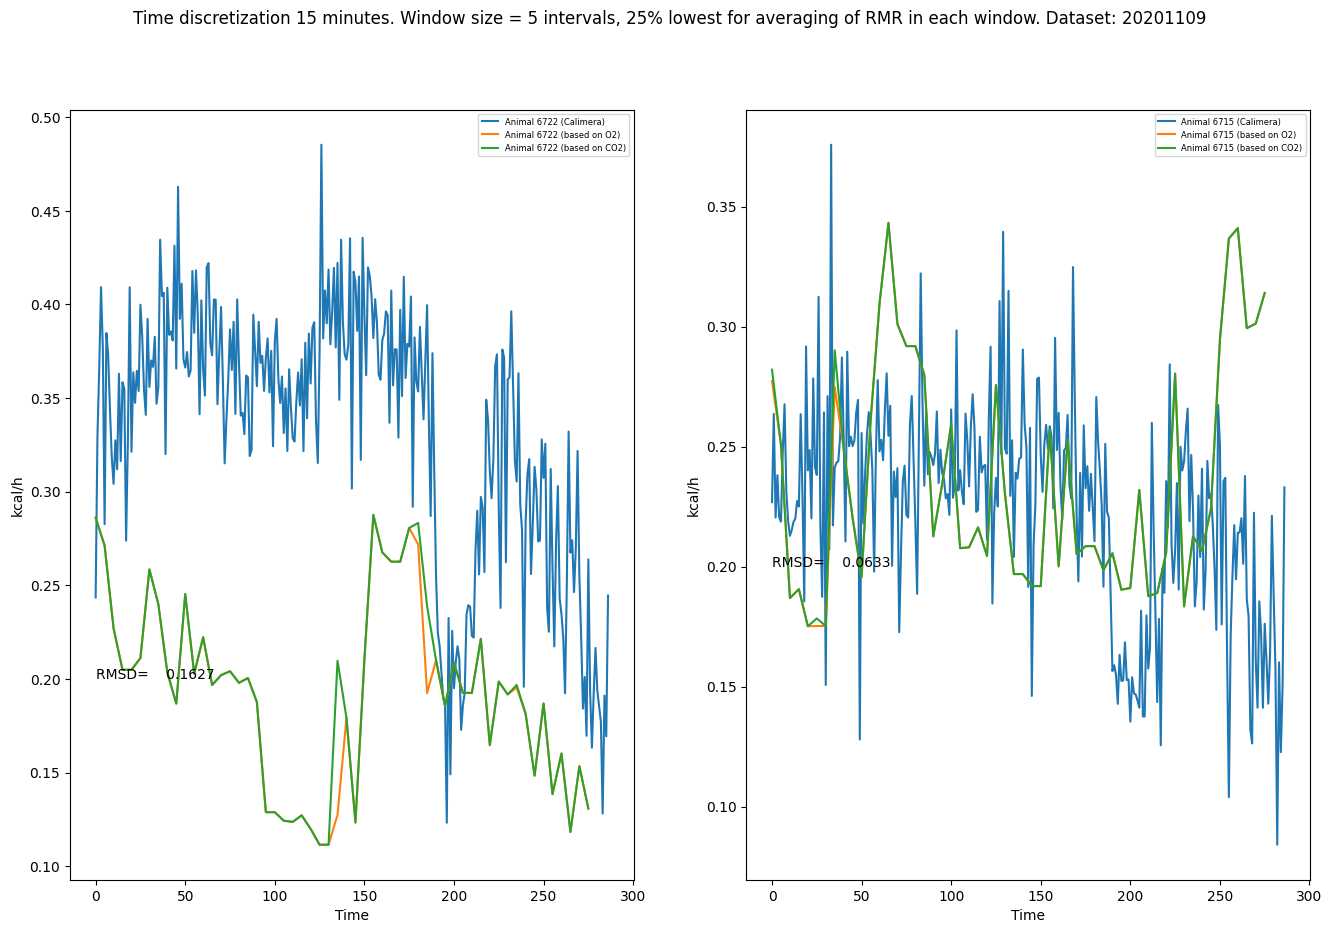 Time discretization 15 minutes. Window size = 5 intervals, 25% lowest for averaging of RMR in each window. Dataset: 20201109
Animal 6722 (Calimera)
Animal 6722 (based on O2)
Animal 6722 (based on CO2)
kcal/h
0.50
0.45
0.40
0.35
0.30
0.25
0.20
0.15
0.10
RMSD= 0.1627
0 50 100 150 200 250 300
Time
Animal 6715 (Calimera)
Animal 6715 (based on O2)
Animal 6715 (based on CO2)
kcal/h
0.35
0.30
0.25
0.20
0.15
0.10
RMSD= 0.0633
0 50 100 150 200 250 300
Time